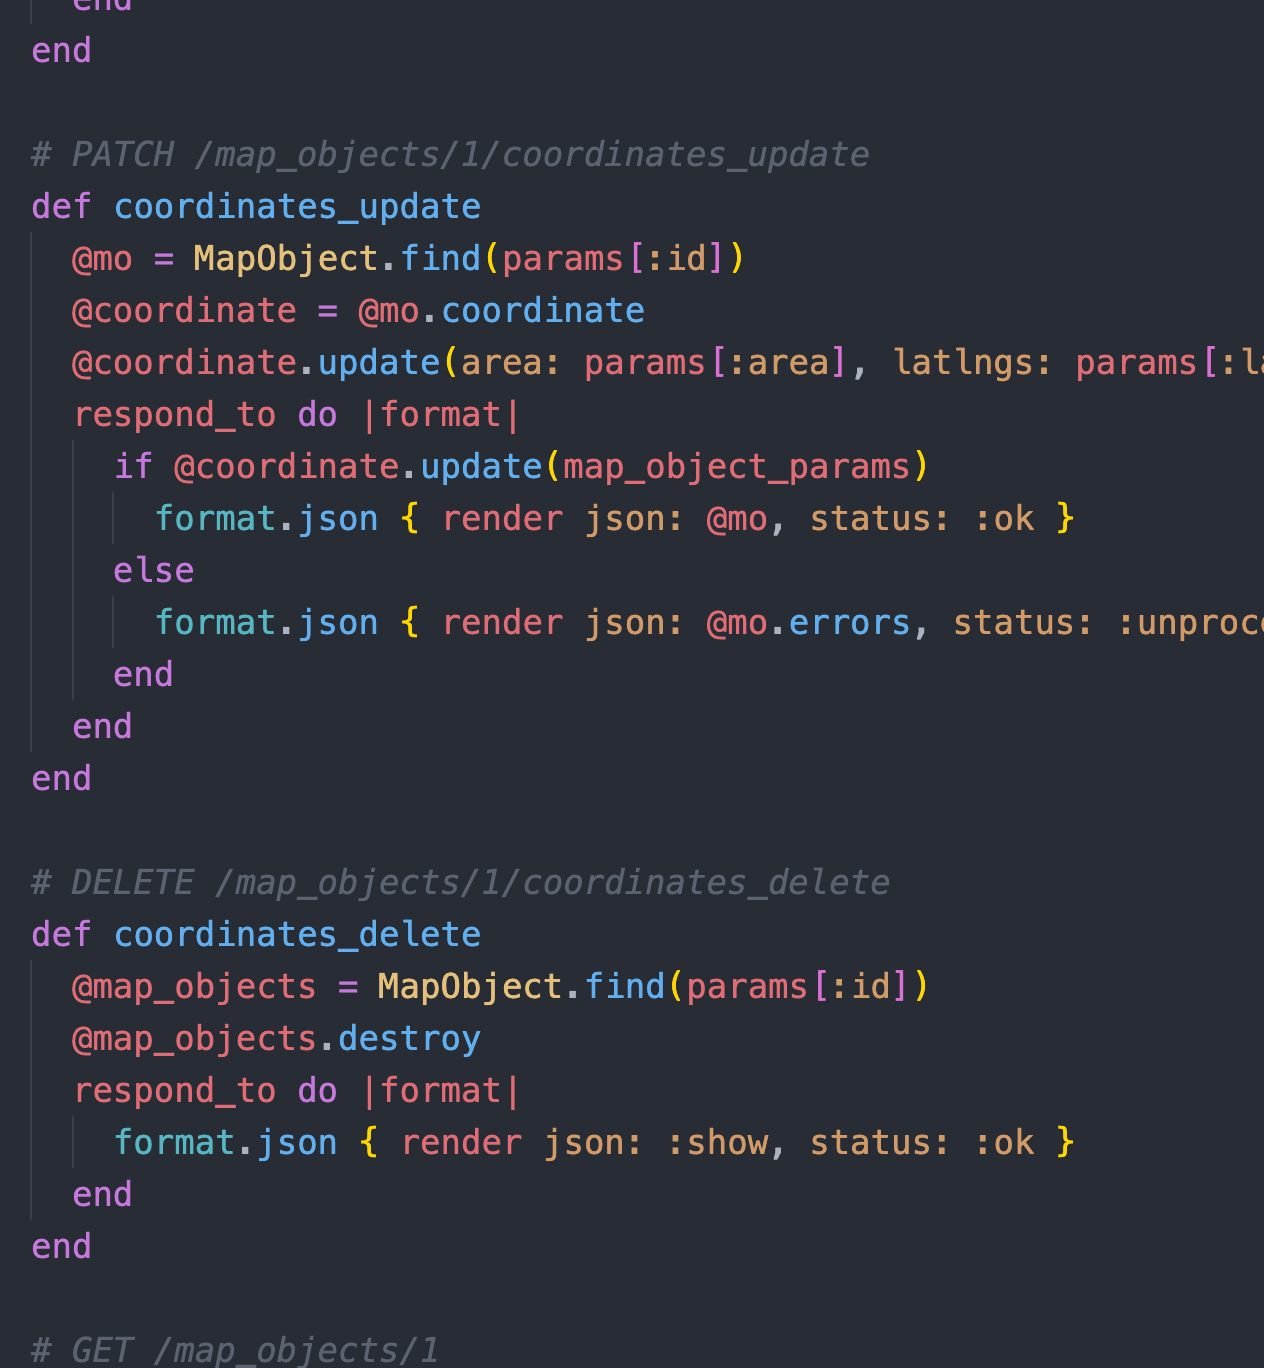 end
end
# PATCH /map_objects/1/coordinates_update
def coordinates_update
  @mo = MapObject.find(params[:id])
  @coordinate = @mo.coordinate
  @coordinate.update(area: params[:area], latlngs: params[:la
  respond_to do |format|
    if @coordinate.update(map_object_params)
      format.json { render json: @mo, status: :ok }
    else
      format.json { render json: @mo.errors, status: :unproc
    end
  end
end
# DELETE /map_objects/1/coordinates_delete
def coordinates_delete
  @map_objects = MapObject.find(params[:id])
  @map_objects.destroy
  respond_to do |format|
    format.json { render json: :show, status: :ok }
  end
end
# GET /map_objects/1